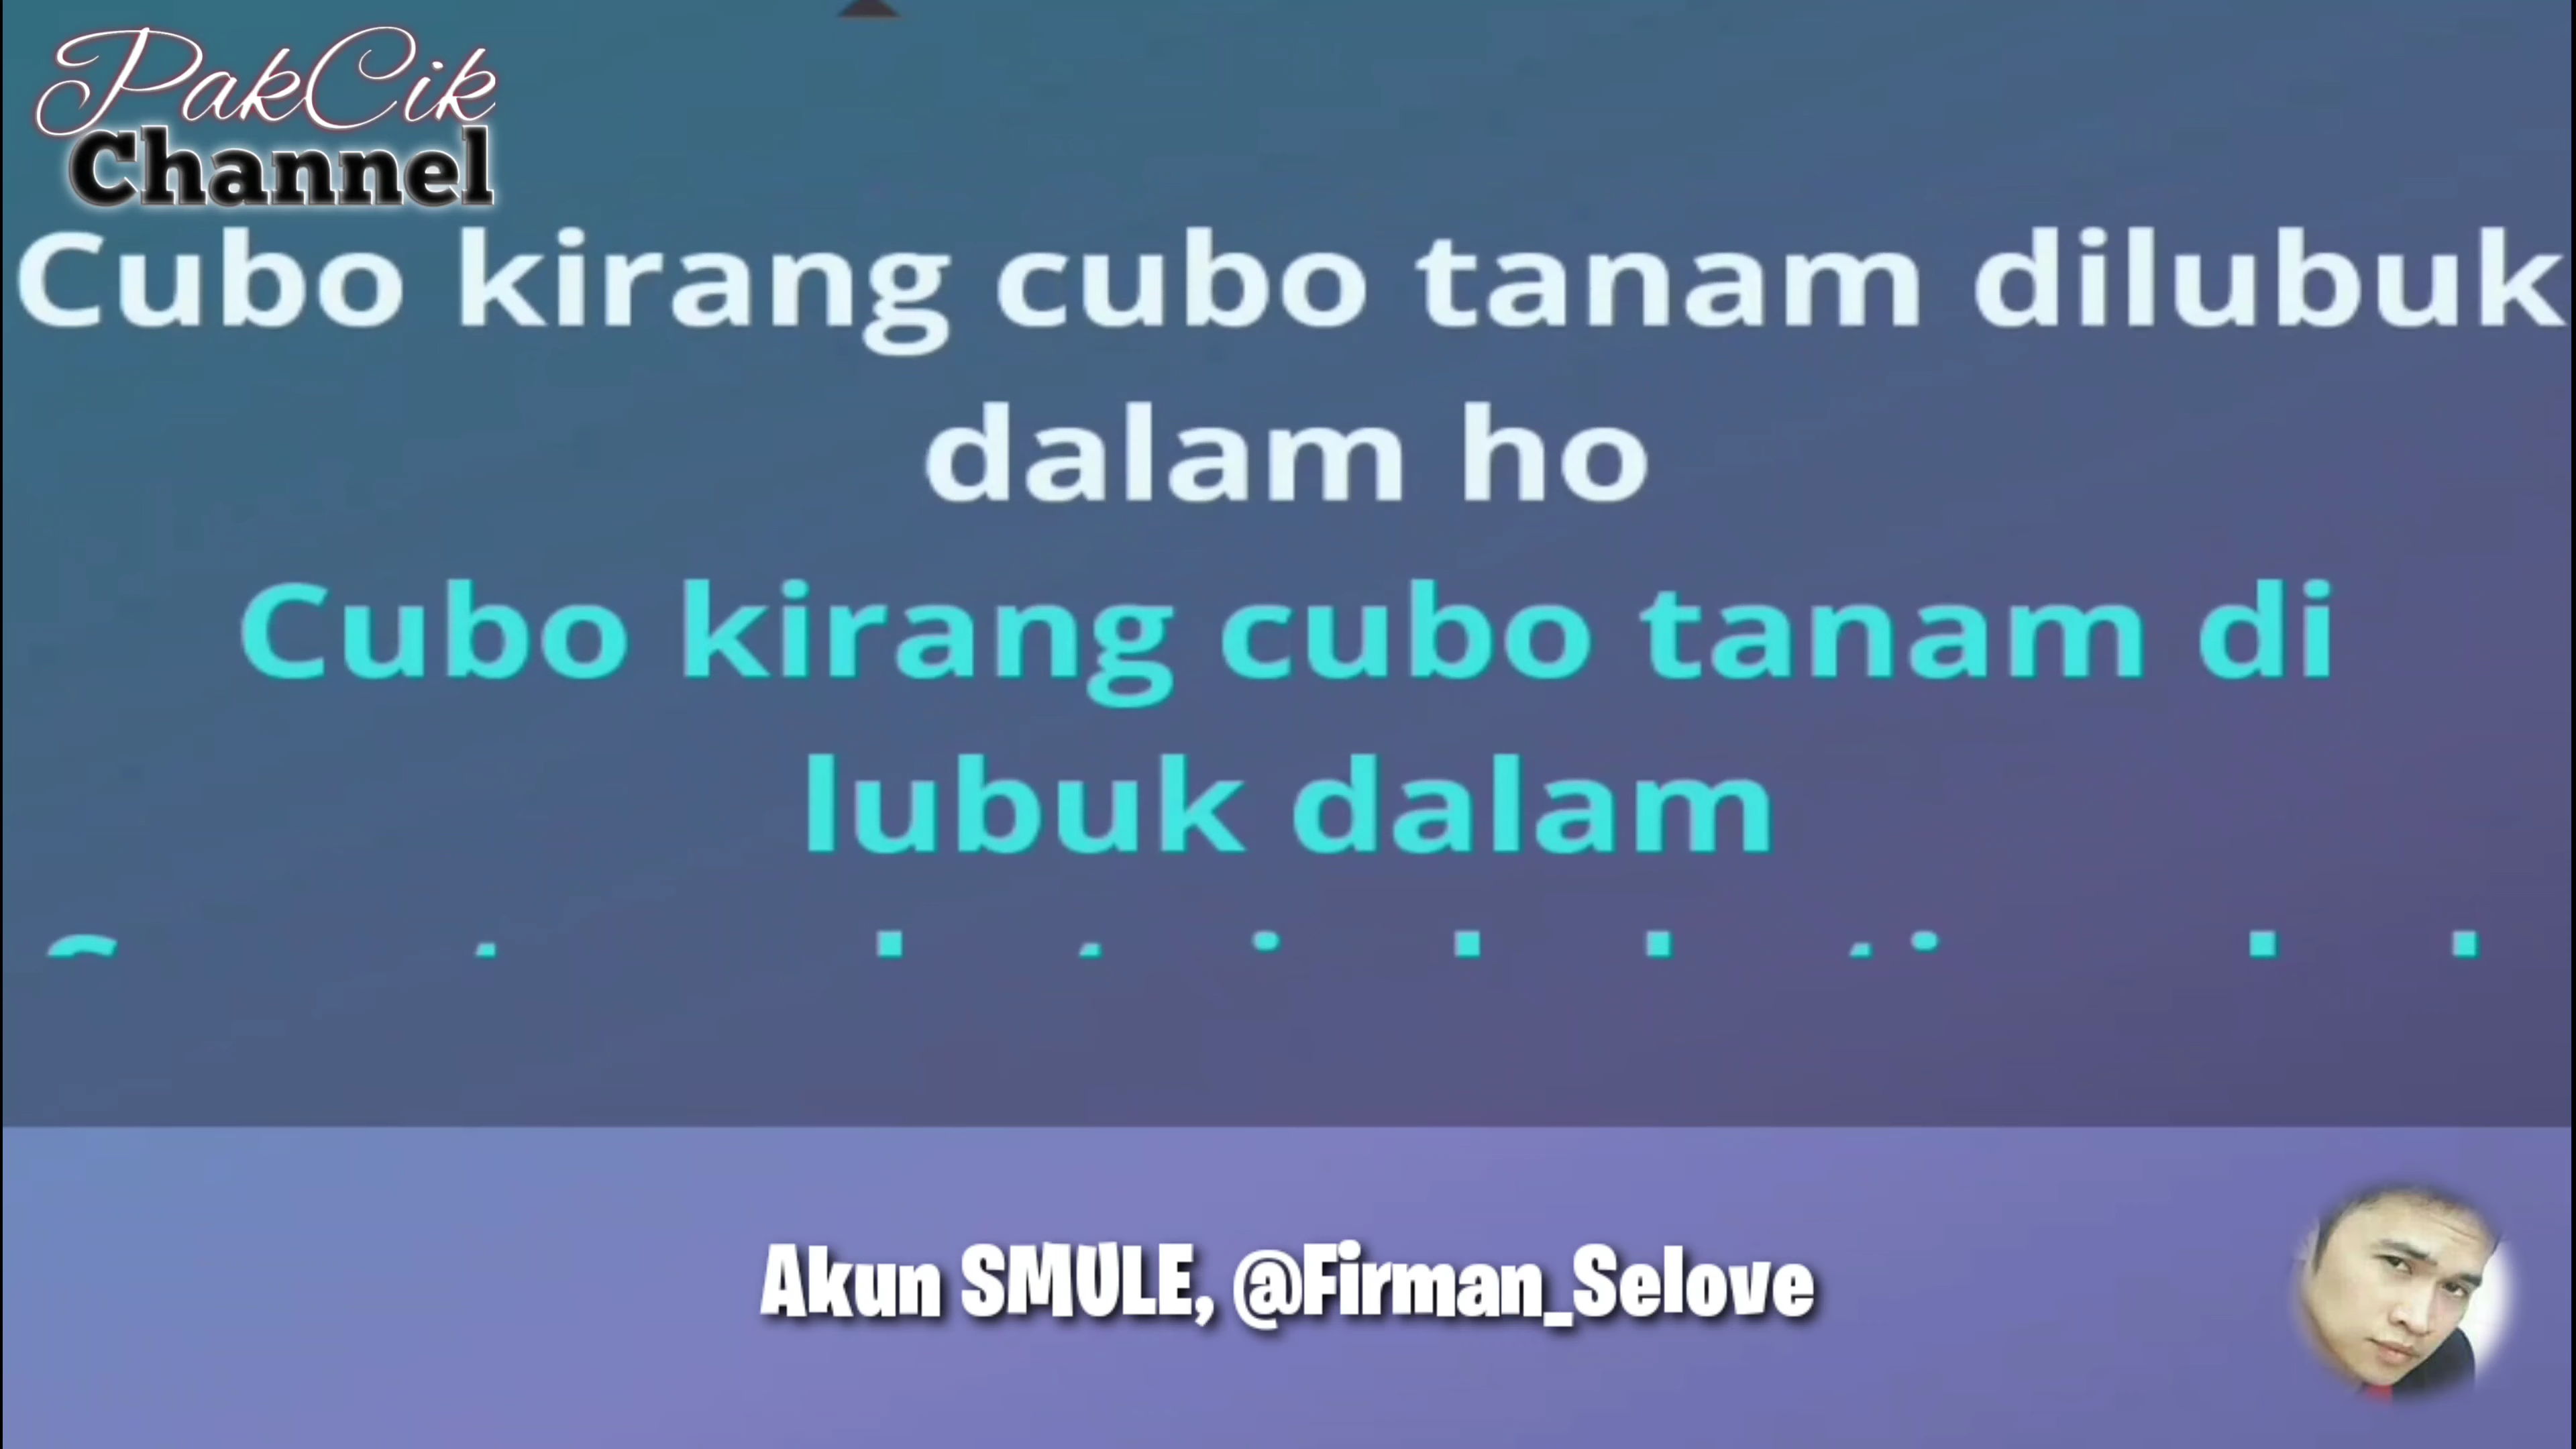 PakCik
Channel
Cubo kirang cubo tanam dilubuk
dalam ho
Cubo kirang cubo tanam di
lubuk dalam
Akun SMULE, @Firman_Selove